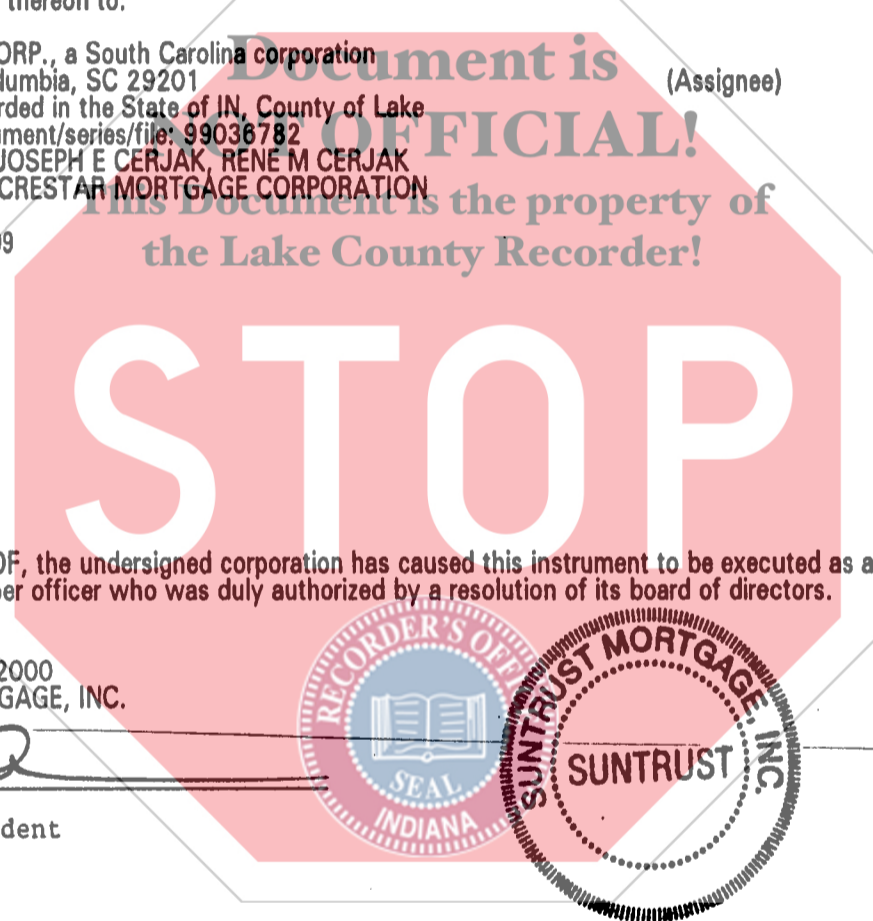 thereon to:
ORP., a South Carolina corporation
lumbia, SC 29201 (Assignee)
rded in the State of IN, County of Lake
ument/series/file: 99036782
JOSEPH E CERJAK, RENE M CERJAK
CRESTAR MORTGAGE CORPORATION
99
Document is
NOT OFFICIAL!
This Document is the property of
the Lake County Recorder!
STOP
OF, the undersigned corporation has caused this instrument to be executed as a
per officer who was duly authorized by a resolution of its board of directors.
2000
GAGE, INC.
dent
RECORDER'S OFFI
SEAL
INDIANA
SUNTRUST MORTGAGE, INC.
SUNTRUST